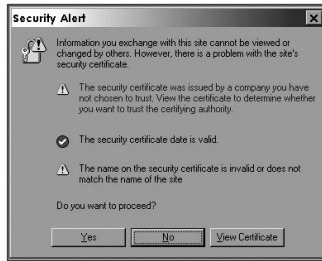 Security Alert
Information you exchange with this site cannot be viewed or
changed by others. However, there is a problem with the site's
security certificate.
The security certificate was issued by a company you have
not chosen to trust. View the certificate to determine whether
you want to trust the certifying authority.
The security certificate date is valid.
The name on the security certificate is invalid or does not
match the name of the site
Do you want to proceed?
Yes
No
View Certificate